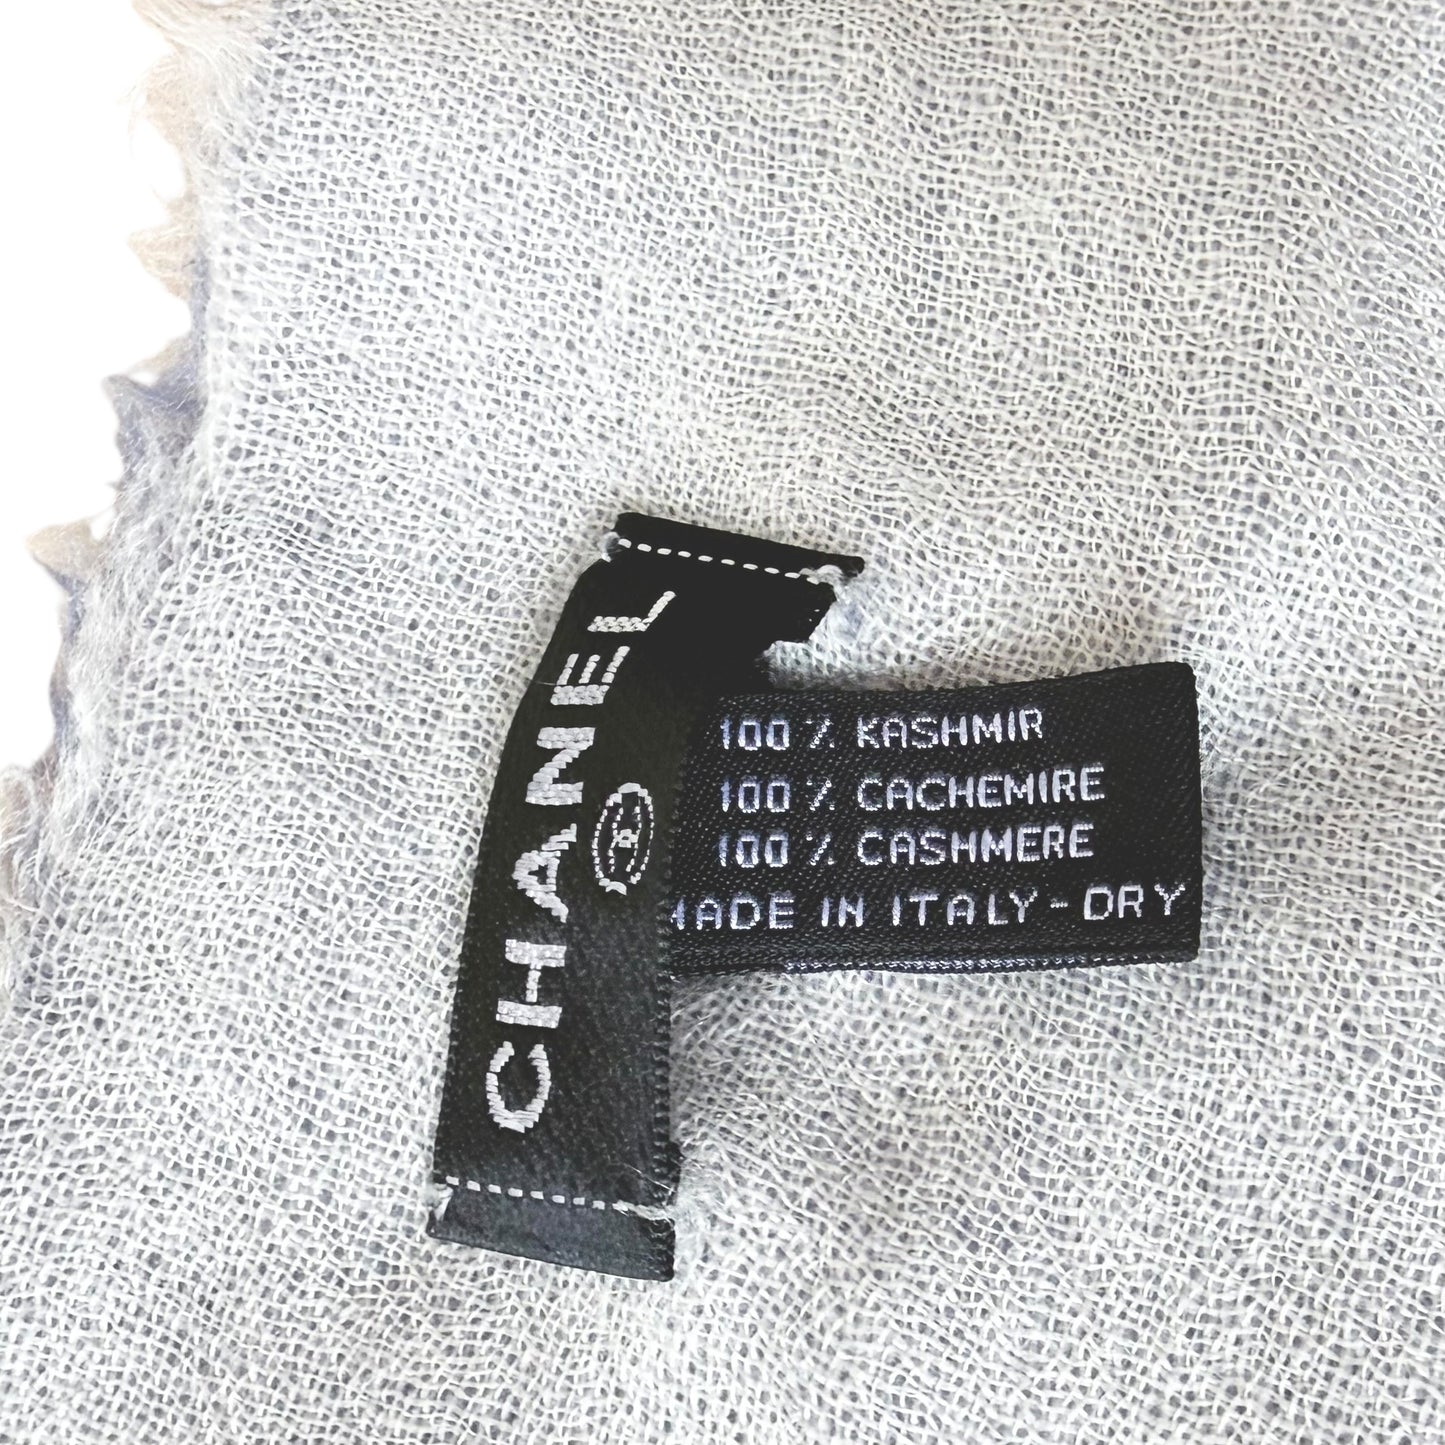 CHANEL
100 % KASHMIR
100 % CACHEMIRE
100 % CASHMERE
MADE IN ITALY - DRY